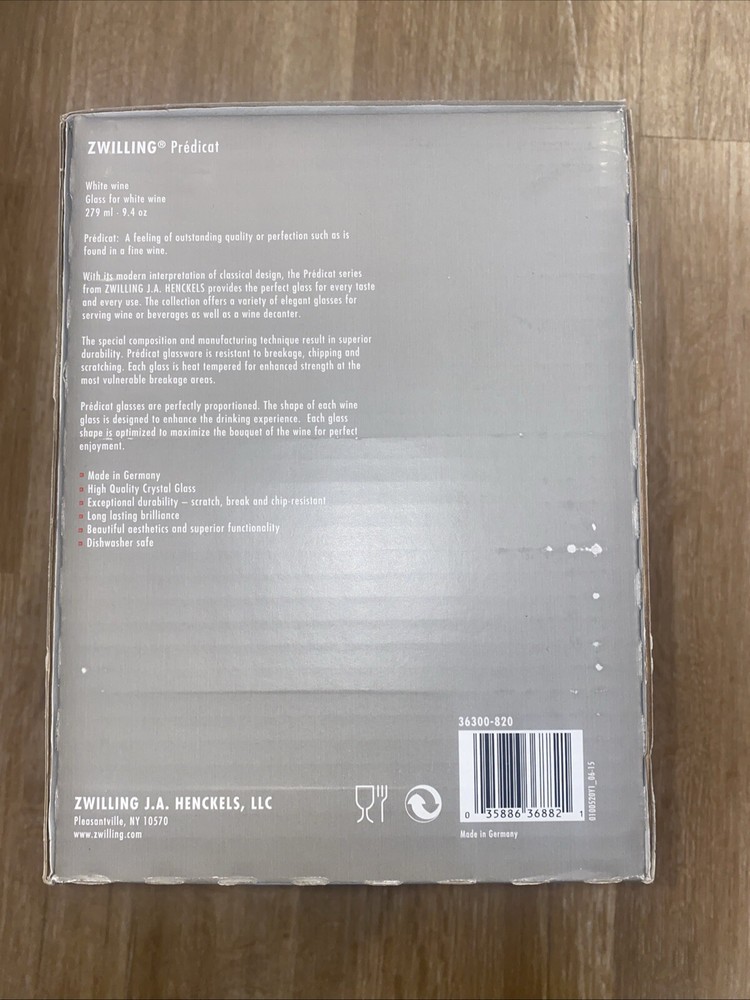 ZWILLING® Prédicat
White wine
Glass for white wine
279 ml · 9.4 oz
Prédicat: A feeling of outstanding quality or perfection such as is
found in a fine wine.
With its modern interpretation of classical design, the Prédicat series
from ZWILLING J.A. HENCKELS provides the perfect glass for every taste
and every use. The collection offers a variety of elegant glasses for
serving wine or beverages as well as a wine decanter.
The special composition and manufacturing technique result in superior
durability. Prédicat glassware is resistant to breakage, chipping and
scratching. Each glass is heat tempered for enhanced strength at the
most vulnerable breakage areas.
Prédicat glasses are perfectly proportioned. The shape of each wine
glass is designed to enhance the drinking experience. Each glass
shape is optimized to maximize the bouquet of the wine for perfect
enjoyment.
Made in Germany
High Quality Crystal Glass
Exceptional durability – scratch, break and chip-resistant
Long lasting brilliance
Beautiful aesthetics and superior functionality
Dishwasher safe
36300-820
0 35886 36882 1
Made in Germany
ZWILLING J.A. HENCKELS, LLC
Pleasantville, NY 10570
www.zwilling.com